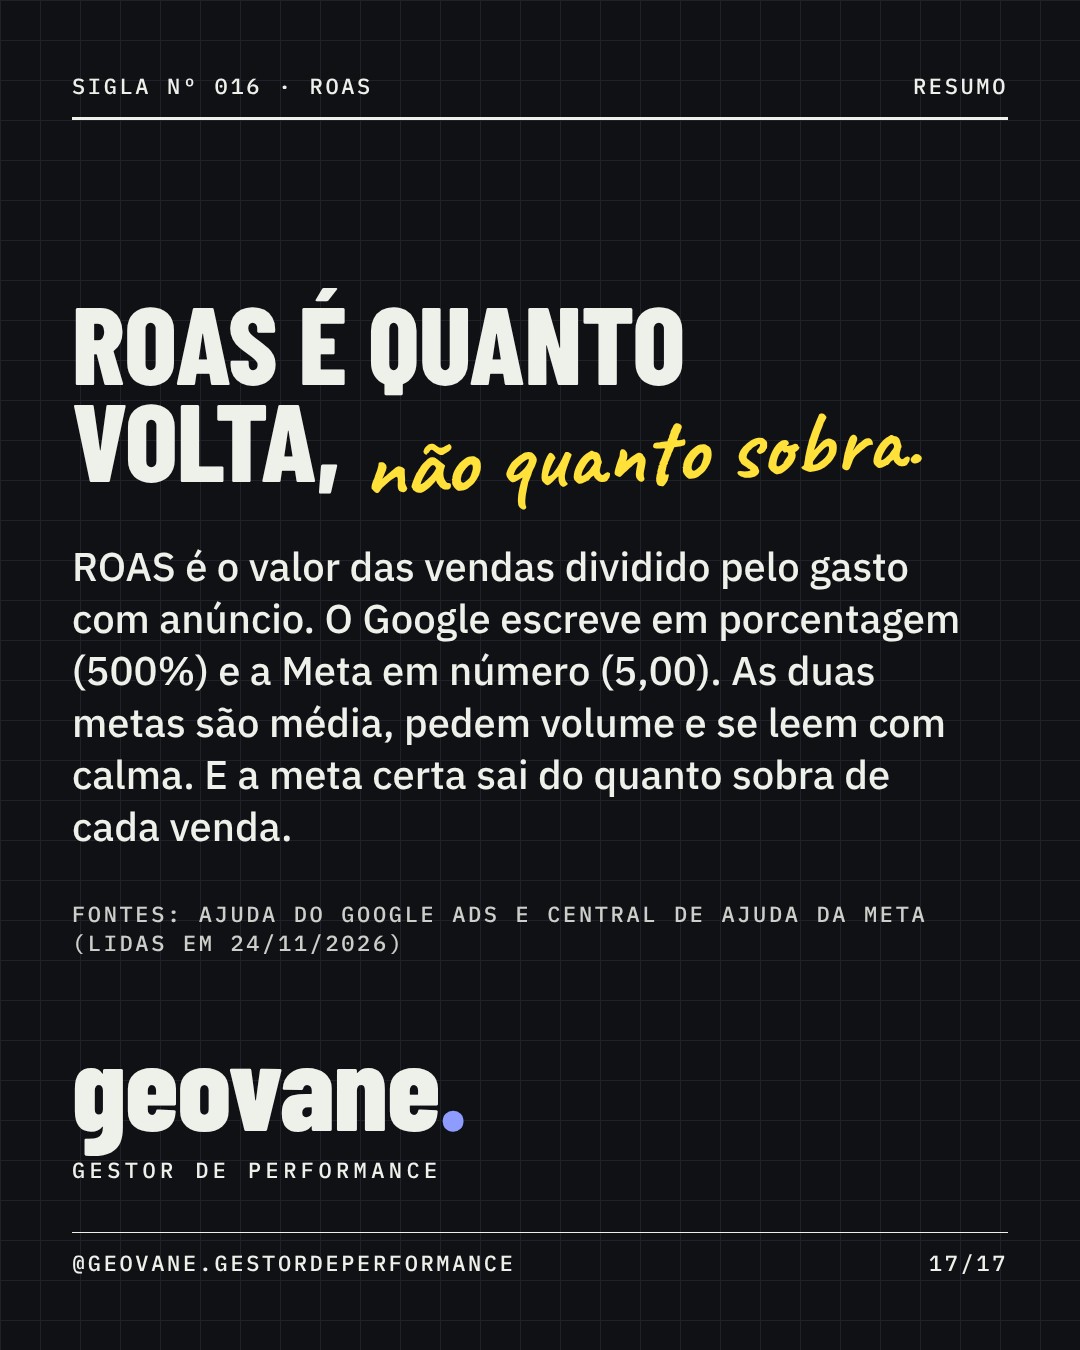 SIGLA Nº 016 · ROAS
RESUMO
ROAS É QUANTO
VOLTA, não quanto sobra.
ROAS é o valor das vendas dividido pelo gasto
com anúncio. O Google escreve em porcentagem
(500%) e a Meta em número (5,00). As duas
metas são média, pedem volume e se leem com
calma. E a meta certa sai do quanto sobra de
cada venda.
FONTES: AJUDA DO GOOGLE ADS E CENTRAL DE AJUDA DA META
(LIDAS EM 24/11/2026)
geovane.
GESTOR DE PERFORMANCE
@GEOVANE.GESTORDEPERFORMANCE
17/17